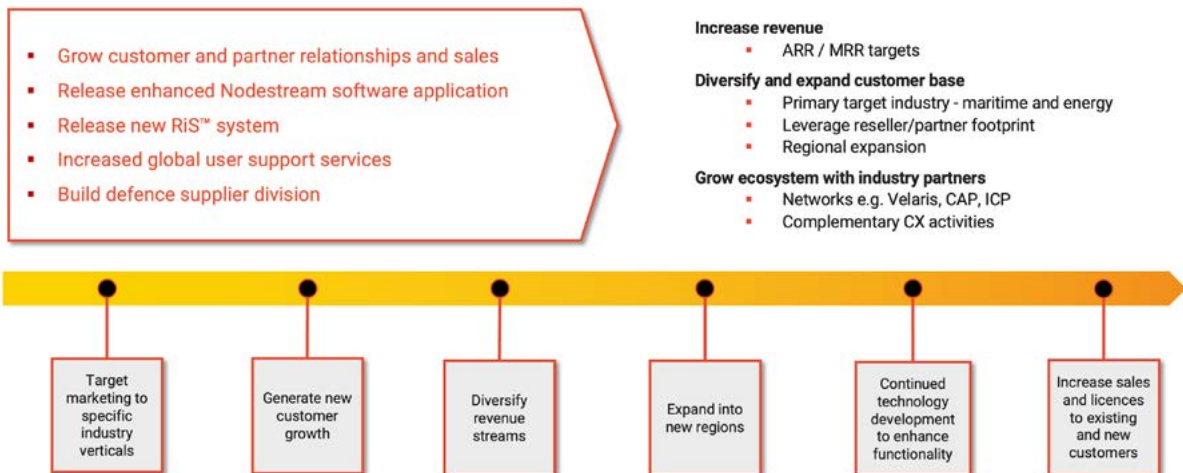 ▪ Grow customer and partner relationships and sales
▪ Release enhanced Nodestream software application
▪ Release new RiS™ system
▪ Increased global user support services
▪ Build defence supplier division
Increase revenue
▪ ARR / MRR targets
Diversify and expand customer base
▪ Primary target industry - maritime and energy
▪ Leverage reseller/partner footprint
▪ Regional expansion
Grow ecosystem with industry partners
▪ Networks e.g. Velaris, CAP, ICP
▪ Complementary CX activities
Target
marketing to
specific
industry
verticals
Generate new
customer
growth
Diversify
revenue
streams
Expand into
new regions
Continued
technology
development
to enhance
functionality
Increase sales
and licences
to existing
and new
customers